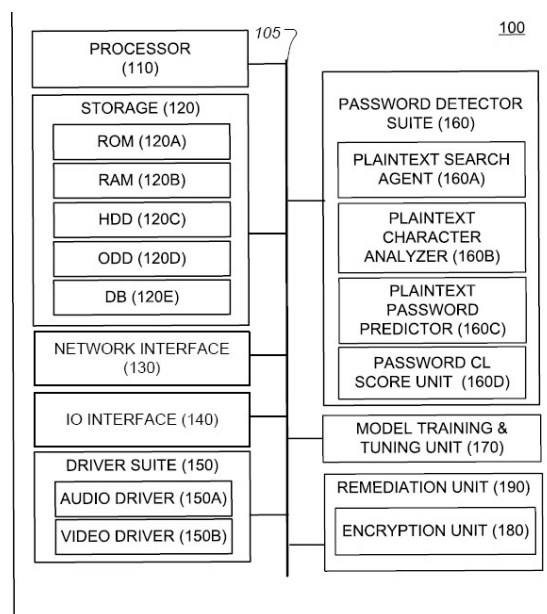 105
100
PROCESSOR
(110)
STORAGE (120)
ROM (120A)
RAM (120B)
HDD (120C)
ODD (120D)
DB (120E)
NETWORK INTERFACE
(130)
IO INTERFACE (140)
DRIVER SUITE (150)
AUDIO DRIVER (150A)
VIDEO DRIVER (150B)
PASSWORD DETECTOR
SUITE (160)
PLAINTEXT SEARCH
AGENT (160A)
PLAINTEXT
CHARACTER
ANALYZER (160B)
PLAINTEXT
PASSWORD
PREDICTOR (160C)
PASSWORD CL
SCORE UNIT (160D)
MODEL TRAINING &
TUNING UNIT (170)
REMEDIATION UNIT (190)
ENCRYPTION UNIT (180)